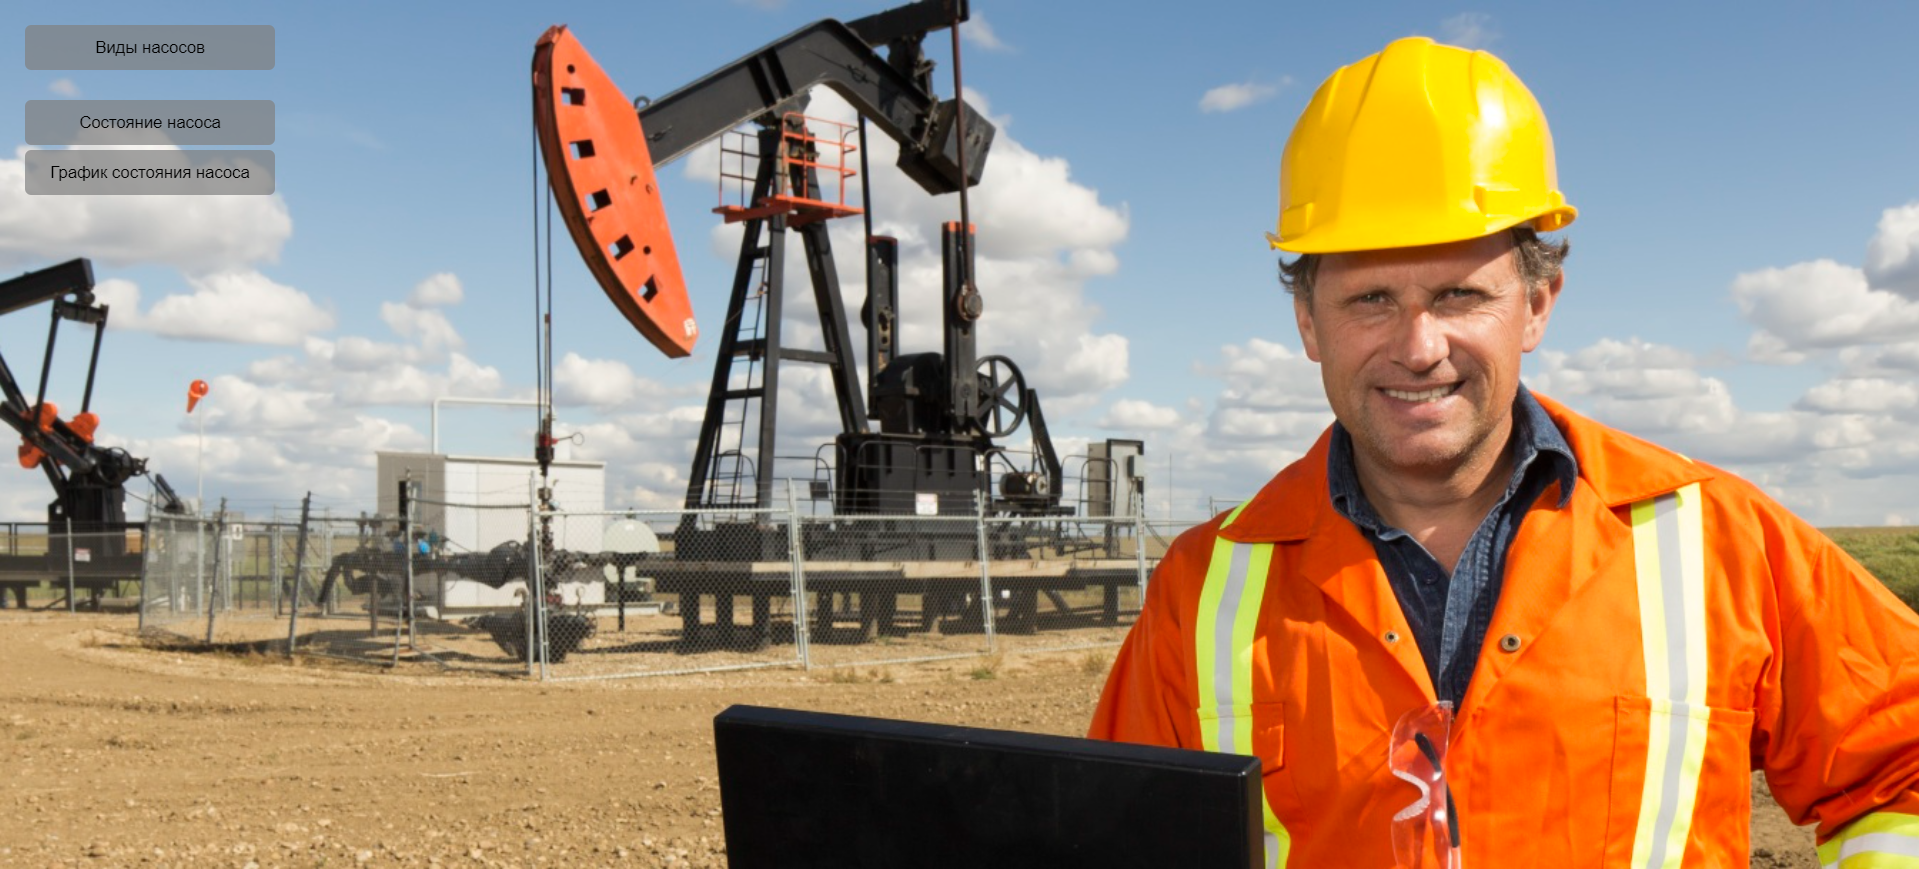 Виды насосов
Состояние насоса
График состояния насоса